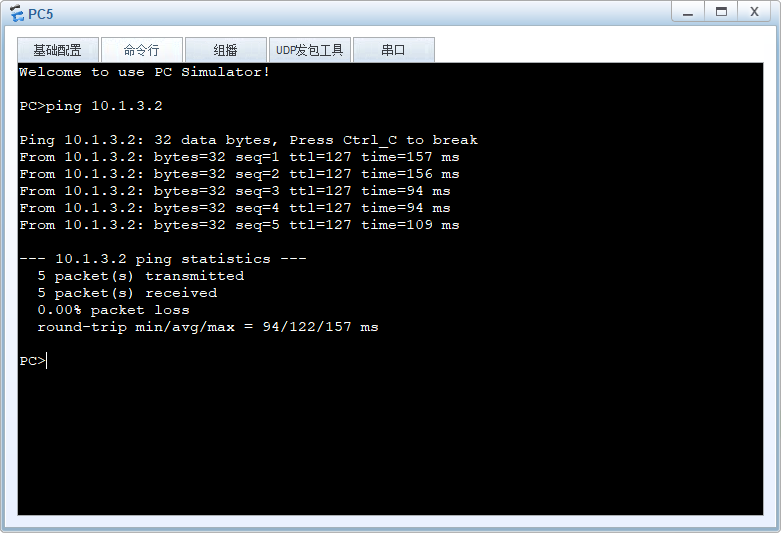 PC5
基础配置 命令行 组播 UDP发包工具 串口
Welcome to use PC Simulator!
PC>ping 10.1.3.2
Ping 10.1.3.2: 32 data bytes, Press Ctrl_C to break
From 10.1.3.2: bytes=32 seq=1 ttl=127 time=157 ms
From 10.1.3.2: bytes=32 seq=2 ttl=127 time=156 ms
From 10.1.3.2: bytes=32 seq=3 ttl=127 time=94 ms
From 10.1.3.2: bytes=32 seq=4 ttl=127 time=94 ms
From 10.1.3.2: bytes=32 seq=5 ttl=127 time=109 ms
--- 10.1.3.2 ping statistics ---
5 packet(s) transmitted
5 packet(s) received
0.00% packet loss
round-trip min/avg/max = 94/122/157 ms
PC>